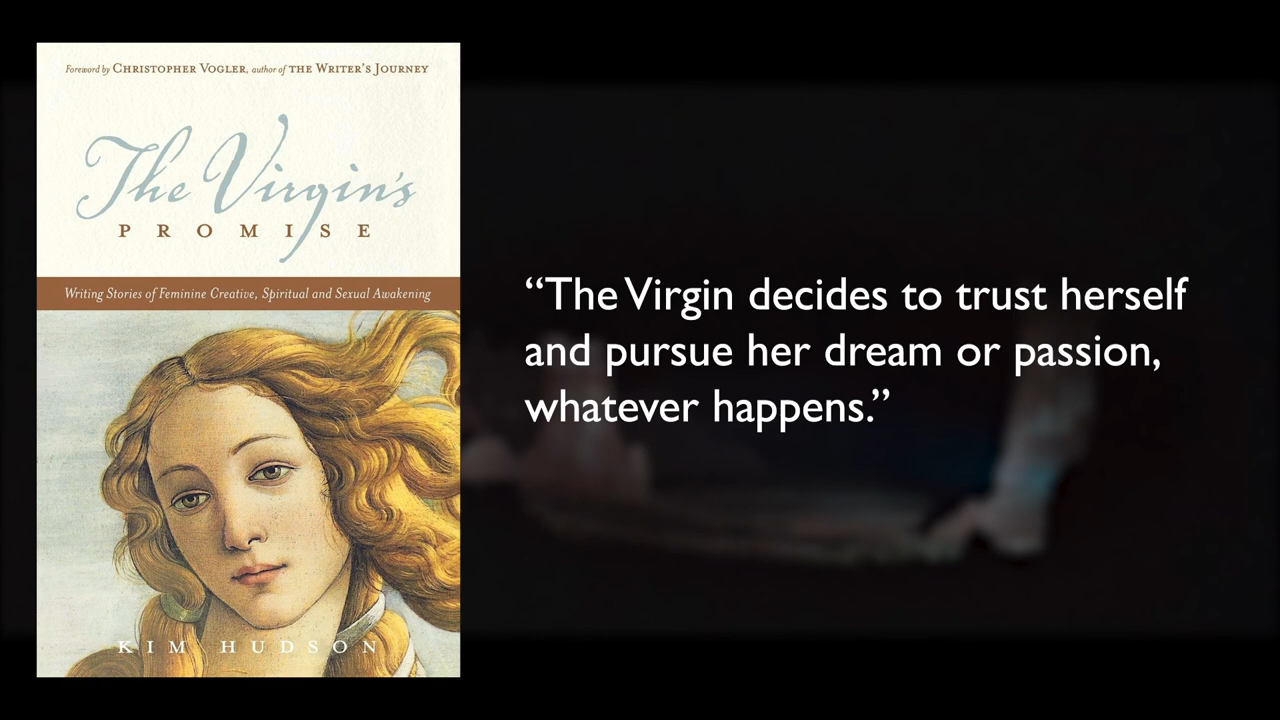 Foreword by CHRISTOPHER VOGLER, author of THE WRITER'S JOURNEY
The Virgin's
PROMISE
Writing Stories of Feminine Creative, Spiritual and Sexual Awakening
KIM HUDSON
“The Virgin decides to trust herself
and pursue her dream or passion,
whatever happens.”